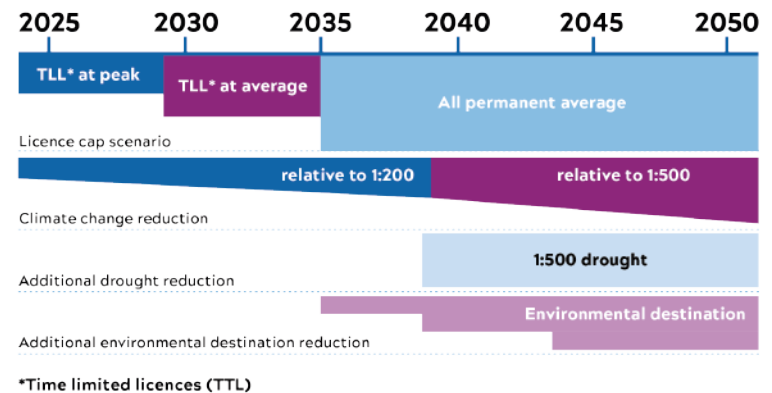 2025 2030 2035 2040 2045 2050
TLL* at peak
TLL* at average
All permanent average
Licence cap scenario
relative to 1:200
relative to 1:500
Climate change reduction
1:500 drought
Additional drought reduction
Environmental destination
Additional environmental destination reduction
*Time limited licences (TTL)